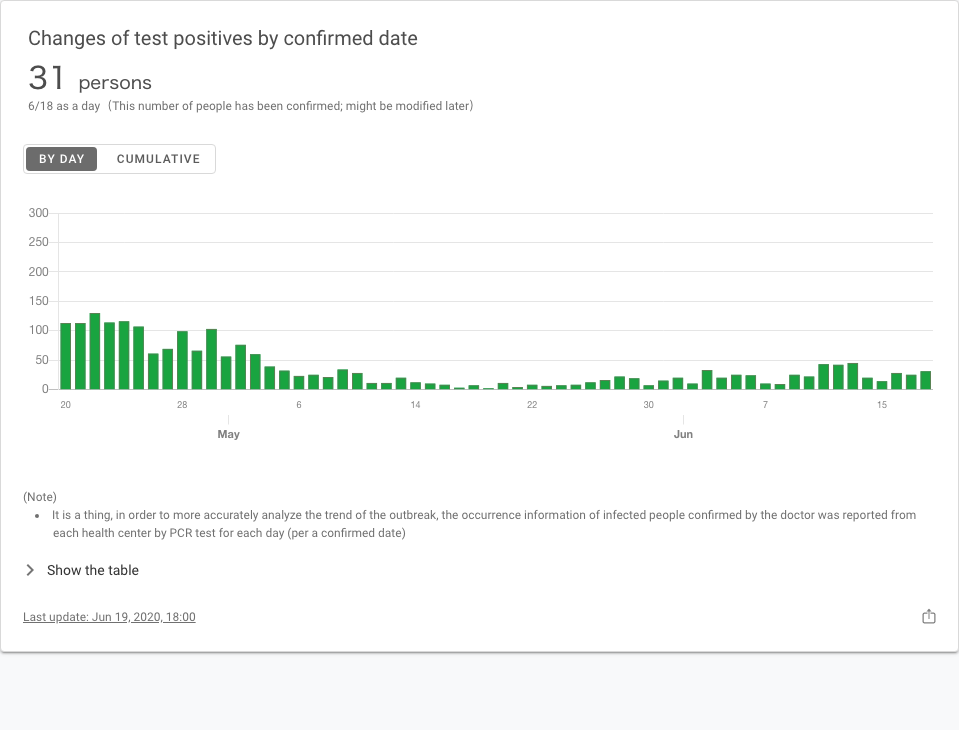 Changes of test positives by confirmed date
31 persons
6/18 as a day（This number of people has been confirmed; might be modified later）
BY DAY CUMULATIVE
300
250
200
150
100
50
0
20 28 6 14 22 30 7 15
May Jun
(Note)
• It is a thing, in order to more accurately analyze the trend of the outbreak, the occurrence information of infected people confirmed by the doctor was reported from
each health center by PCR test for each day (per a confirmed date)
Show the table
Last update: Jun 19, 2020, 18:00